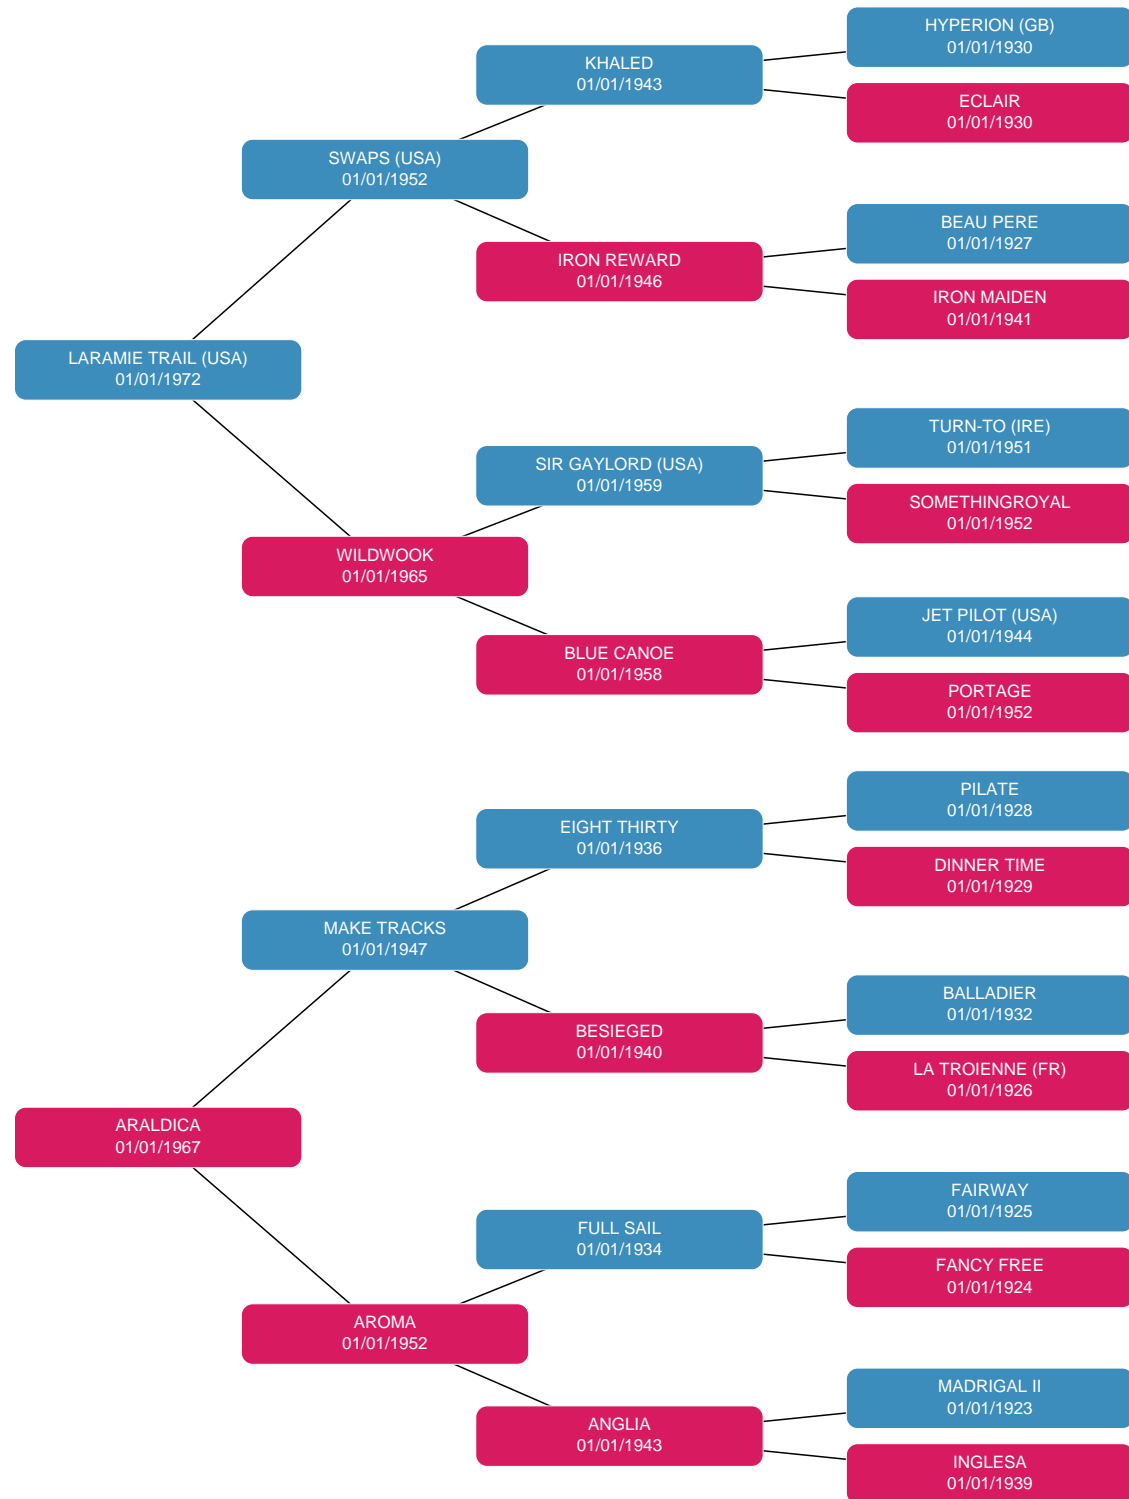 HYPERION (GB)
01/01/1930
KHALED
01/01/1943
ECLAIR
01/01/1930
SWAPS (USA)
01/01/1952
BEAU PERE
01/01/1927
IRON REWARD
01/01/1946
IRON MAIDEN
01/01/1941
LARAMIE TRAIL (USA)
01/01/1972
TURN-TO (IRE)
01/01/1951
SIR GAYLORD (USA)
01/01/1959
SOMETHINGROYAL
01/01/1952
WILDWOOK
01/01/1965
JET PILOT (USA)
01/01/1944
BLUE CANOE
01/01/1958
PORTAGE
01/01/1952
PILATE
01/01/1928
EIGHT THIRTY
01/01/1936
DINNER TIME
01/01/1929
MAKE TRACKS
01/01/1947
BALLADIER
01/01/1932
BESIEGED
01/01/1940
LA TROIENNE (FR)
01/01/1926
ARALDICA
01/01/1967
FAIRWAY
01/01/1925
FULL SAIL
01/01/1934
FANCY FREE
01/01/1924
AROMA
01/01/1952
MADRIGAL II
01/01/1923
ANGLIA
01/01/1943
INGLESA
01/01/1939